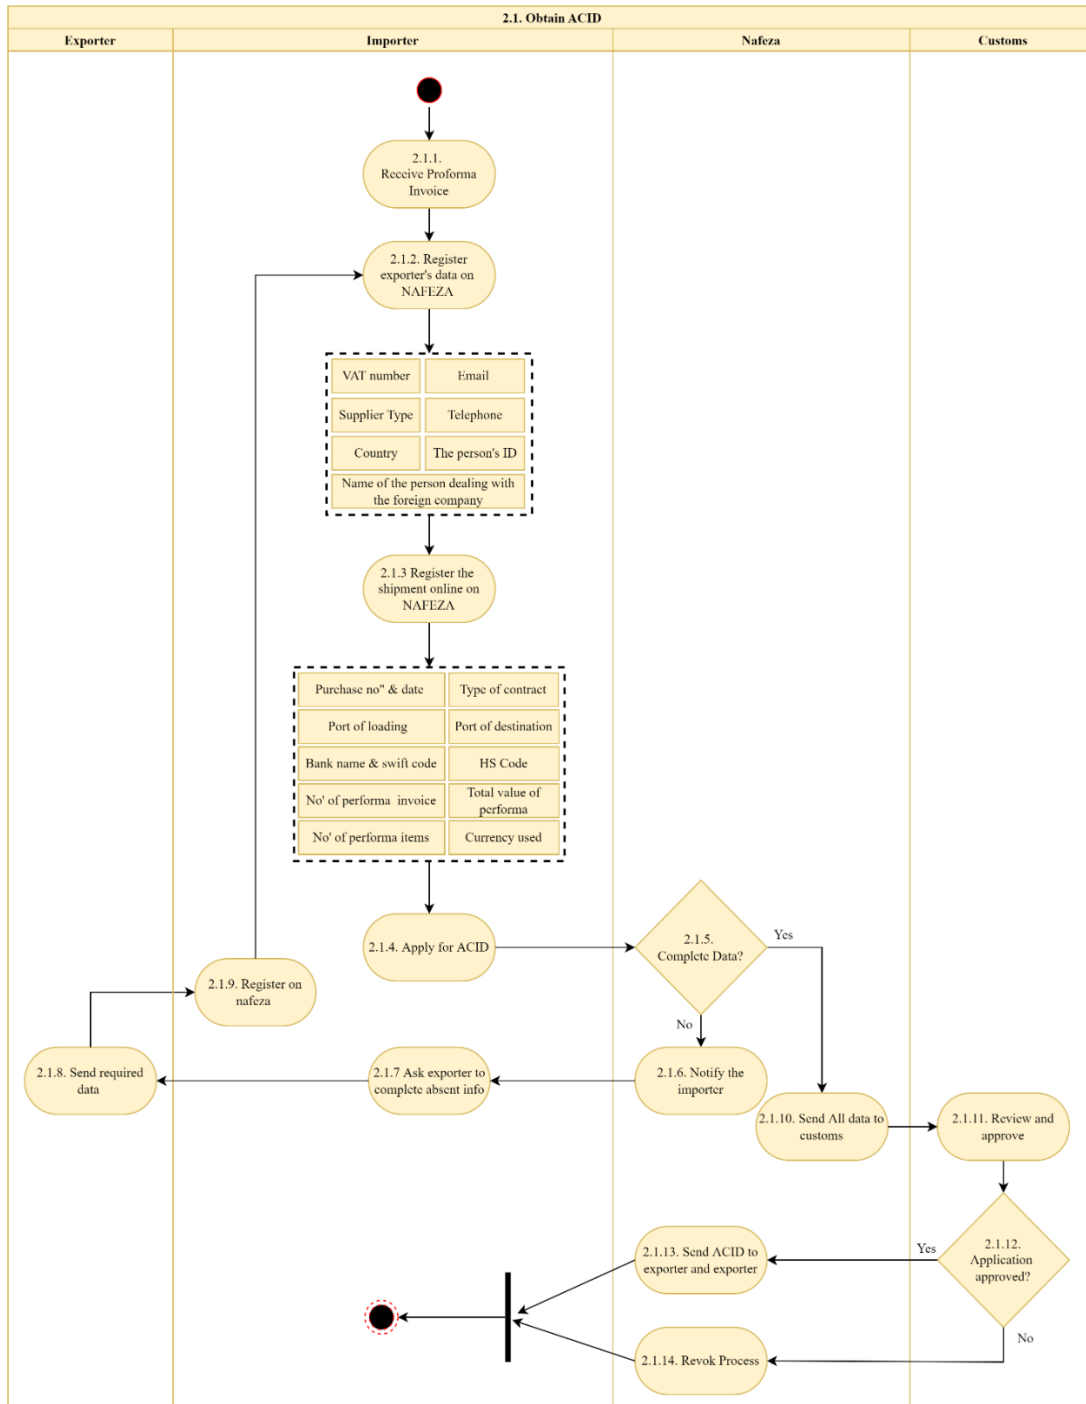 2.1. Obtain ACID
Exporter
Importer
Nafeza
Customs
2.1.1.
Receive Proforma
Invoice
2.1.2. Register
exporter's data on
NAFEZA
VAT number
Email
Supplier Type
Telephone
Country
The person's ID
Name of the person dealing with
the foreign company
2.1.3 Register the
shipment online on
NAFEZA
Purchase no" & date
Type of contract
Port of loading
Port of destination
Bank name & swift code
HS Code
No' of performa invoice
Total value of
performa
No' of performa items
Currency used
2.1.4. Apply for ACID
2.1.5.
Complete Data?
Yes
No
2.1.9. Register on
nafeza
2.1.8. Send required
data
2.1.7 Ask exporter to
complete absent info
2.1.6. Notify the
importer
2.1.10. Send All data to
customs
2.1.11. Review and
approve
2.1.12.
Application
approved?
Yes
No
2.1.13. Send ACID to
exporter and exporter
2.1.14. Revok Process